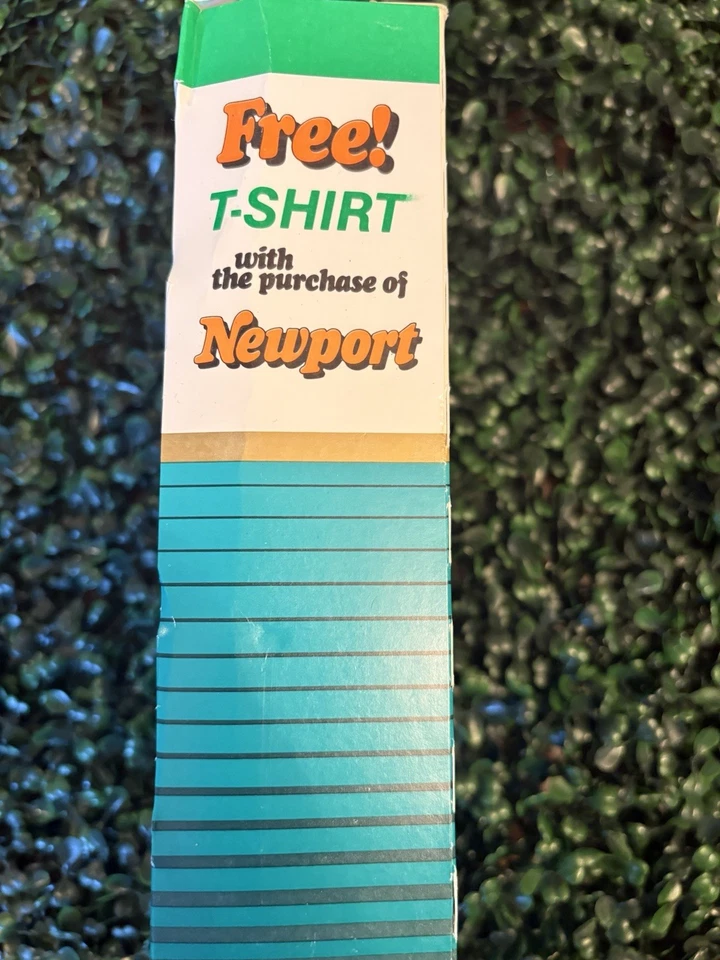 Free!
T-SHIRT
with
the purchase of
Newport